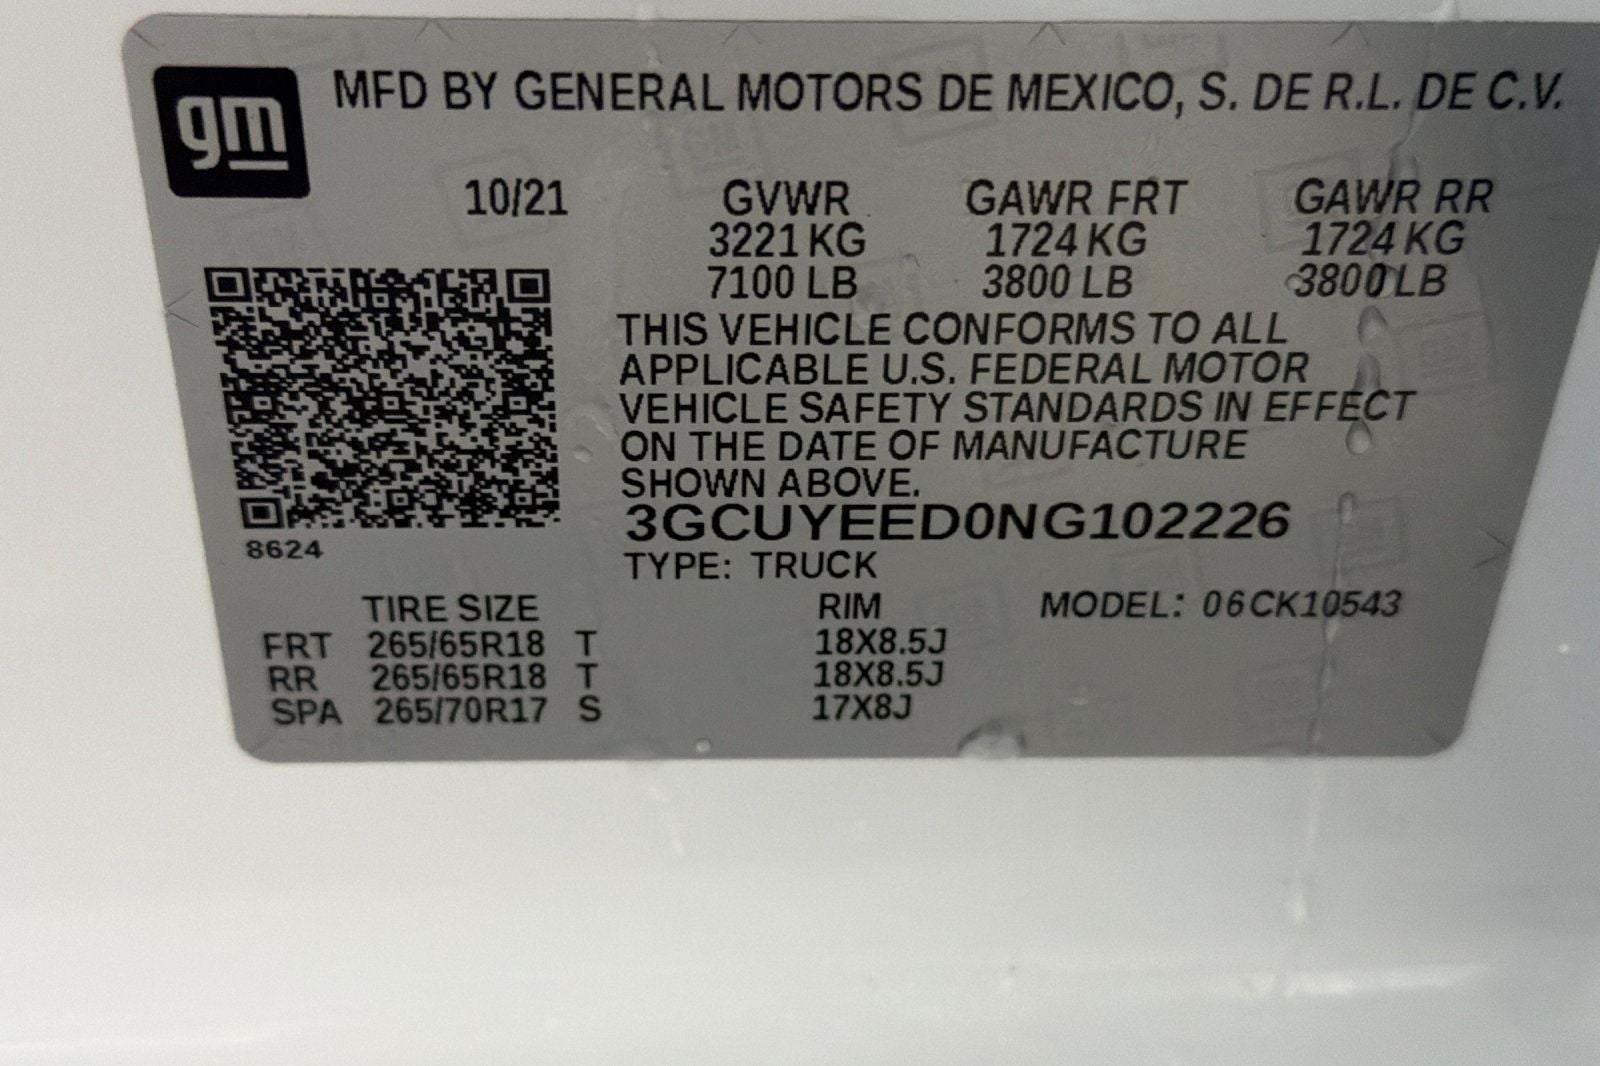 gm
MFD BY GENERAL MOTORS DE MEXICO, S. DE R.L. DE C.V.
10/21 GVWR GAWR FRT GAWR RR
3221 KG 1724 KG 1724 KG
7100 LB 3800 LB 3800 LB
THIS VEHICLE CONFORMS TO ALL
APPLICABLE U.S. FEDERAL MOTOR
VEHICLE SAFETY STANDARDS IN EFFECT
ON THE DATE OF MANUFACTURE
SHOWN ABOVE.
3GCUYEED0NG102226
8624
TYPE: TRUCK
TIRE SIZE RIM MODEL: 06CK10543
FRT 265/65R18 T 18X8.5J
RR 265/65R18 T 18X8.5J
SPA 265/70R17 S 17X8J